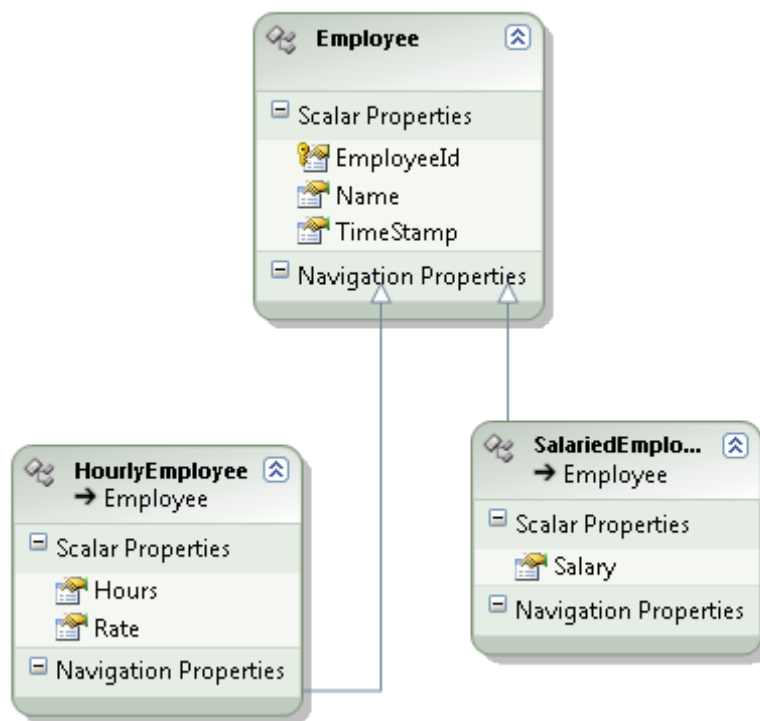 Employee
Scalar Properties
EmployeeId
Name
TimeStamp
Navigation Properties
HourlyEmployee
➔ Employee
Scalar Properties
Hours
Rate
Navigation Properties
SalariedEmplo...
➔ Employee
Scalar Properties
Salary
Navigation Properties